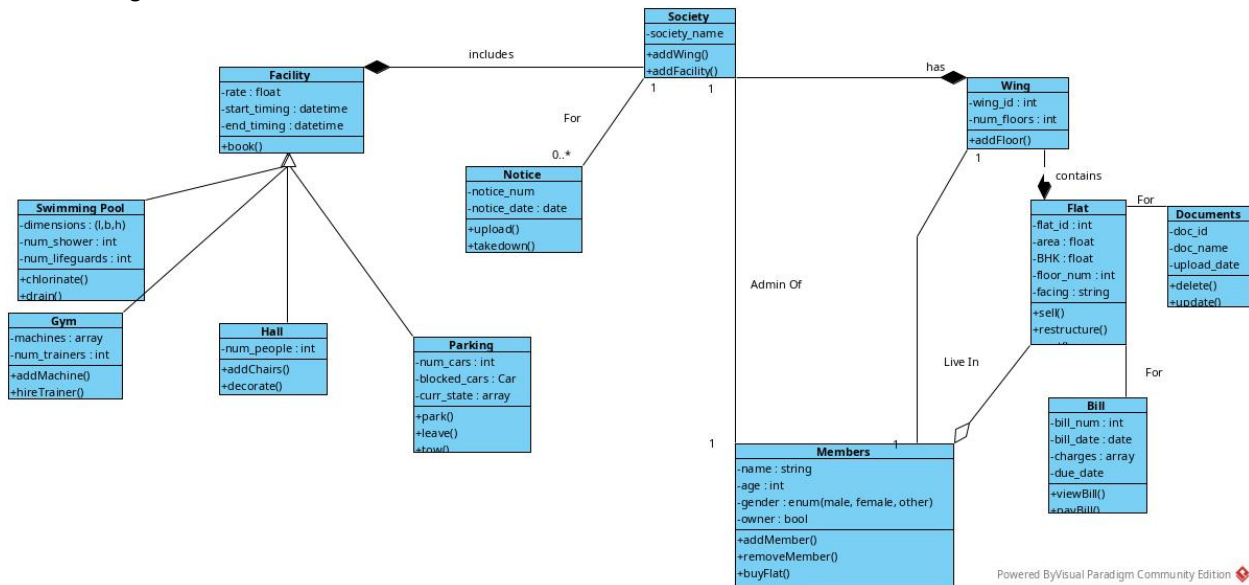 Society
-society_name
+addWing()
+addFacility()
includes
has
Facility
-rate : float
-start_timing : datetime
-end_timing : datetime
+book()
1
1
For
0..*
Wing
-wing_id : int
-num_floors : int
+addFloor()
1
contains
Notice
-notice_num
-notice_date : date
+upload()
+takedown()
Swimming Pool
-dimensions : (l,b,h)
-num_shower : int
-num_lifeguards : int
+chlorinate()
+drain()
Flat
-flat_id : int
-area : float
-BHK : float
-floor_num : int
-facing : string
+sell()
+restructure()
For
Documents
-doc_id
-doc_name
-upload_date
+delete()
+update()
Admin Of
Gym
-machines : array
-num_trainers : int
+addMachine()
+hireTrainer()
Hall
-num_people : int
+addChairs()
+decorate()
Parking
-num_cars : int
-blocked_cars : Car
-curr_state : array
+park()
+leave()
+tow()
Live In
For
Bill
-bill_num : int
-bill_date : date
-charges : array
-due_date
+viewBill()
+payBill()
1
1
Members
-name : string
-age : int
-gender : enum(male, female, other)
-owner : bool
+addMember()
+removeMember()
+buyFlat()
Powered ByVisual Paradigm Community Edition